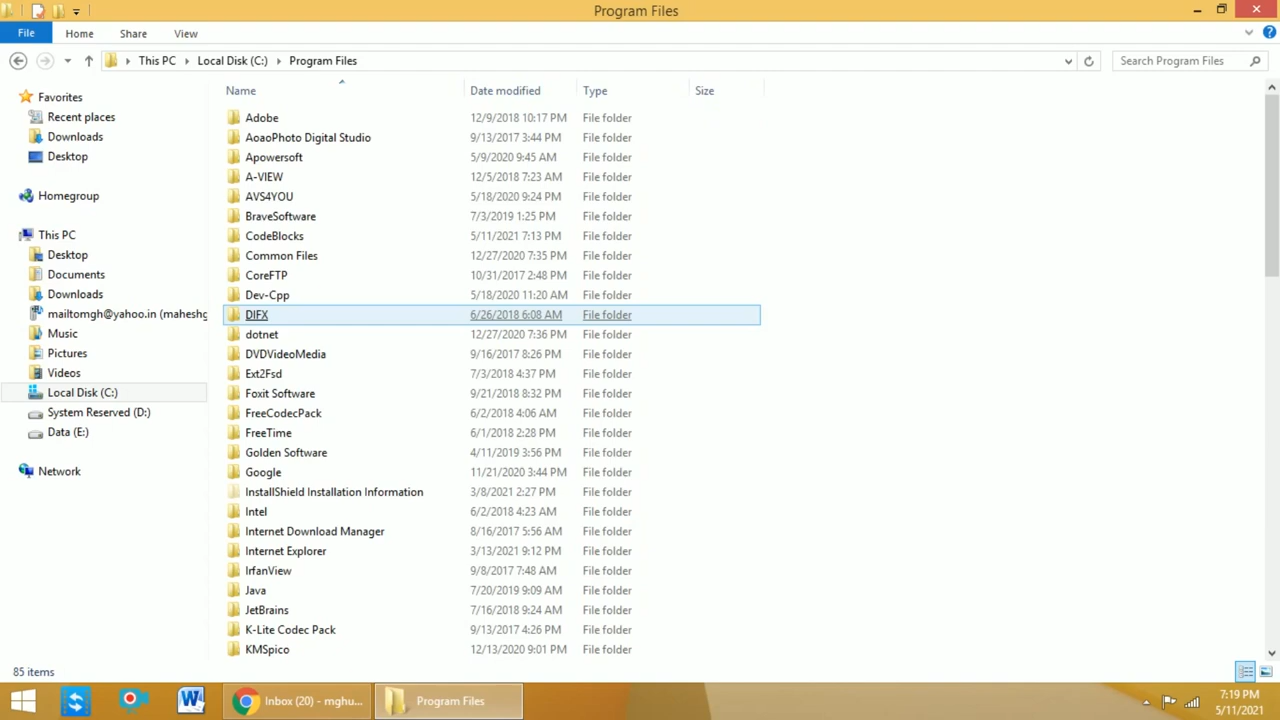 Program Files
File Home Share View
This PC Local Disk (C:) Program Files Search Program Files
Name Date modified Type Size
Favorites
Recent places
Downloads
Desktop
Homegroup
This PC
Desktop
Documents
Downloads
mailtomgh@yahoo.in (maheshg
Music
Pictures
Videos
Local Disk (C:)
System Reserved (D:)
Data (E:)
Network
Adobe 12/9/2018 10:17 PM File folder
AoaoPhoto Digital Studio 9/13/2017 3:44 PM File folder
Apowersoft 5/9/2020 9:45 AM File folder
A-VIEW 12/5/2018 7:23 AM File folder
AVS4YOU 5/18/2020 9:24 PM File folder
BraveSoftware 7/3/2019 1:25 PM File folder
CodeBlocks 5/11/2021 7:13 PM File folder
Common Files 12/27/2020 7:35 PM File folder
CoreFTP 10/31/2017 2:48 PM File folder
Dev-Cpp 5/18/2020 11:20 AM File folder
DIFX 6/26/2018 6:08 AM File folder
dotnet 12/27/2020 7:36 PM File folder
DVDVideoMedia 9/16/2017 8:26 PM File folder
Ext2Fsd 7/3/2018 4:37 PM File folder
Foxit Software 9/21/2018 8:32 PM File folder
FreeCodecPack 6/2/2018 4:06 AM File folder
FreeTime 6/1/2018 2:28 PM File folder
Golden Software 4/11/2019 3:56 PM File folder
Google 11/21/2020 3:44 PM File folder
InstallShield Installation Information 3/8/2021 2:27 PM File folder
Intel 6/2/2018 4:23 AM File folder
Internet Download Manager 8/16/2017 5:56 AM File folder
Internet Explorer 3/13/2021 9:12 PM File folder
IrfanView 9/8/2017 7:48 AM File folder
Java 7/20/2019 9:09 AM File folder
JetBrains 7/16/2018 9:24 AM File folder
K-Lite Codec Pack 9/13/2017 4:26 PM File folder
KMSpico 12/13/2020 9:01 PM File folder
85 items
Inbox (20) - mghu... Program Files 7:19 PM
5/11/2021